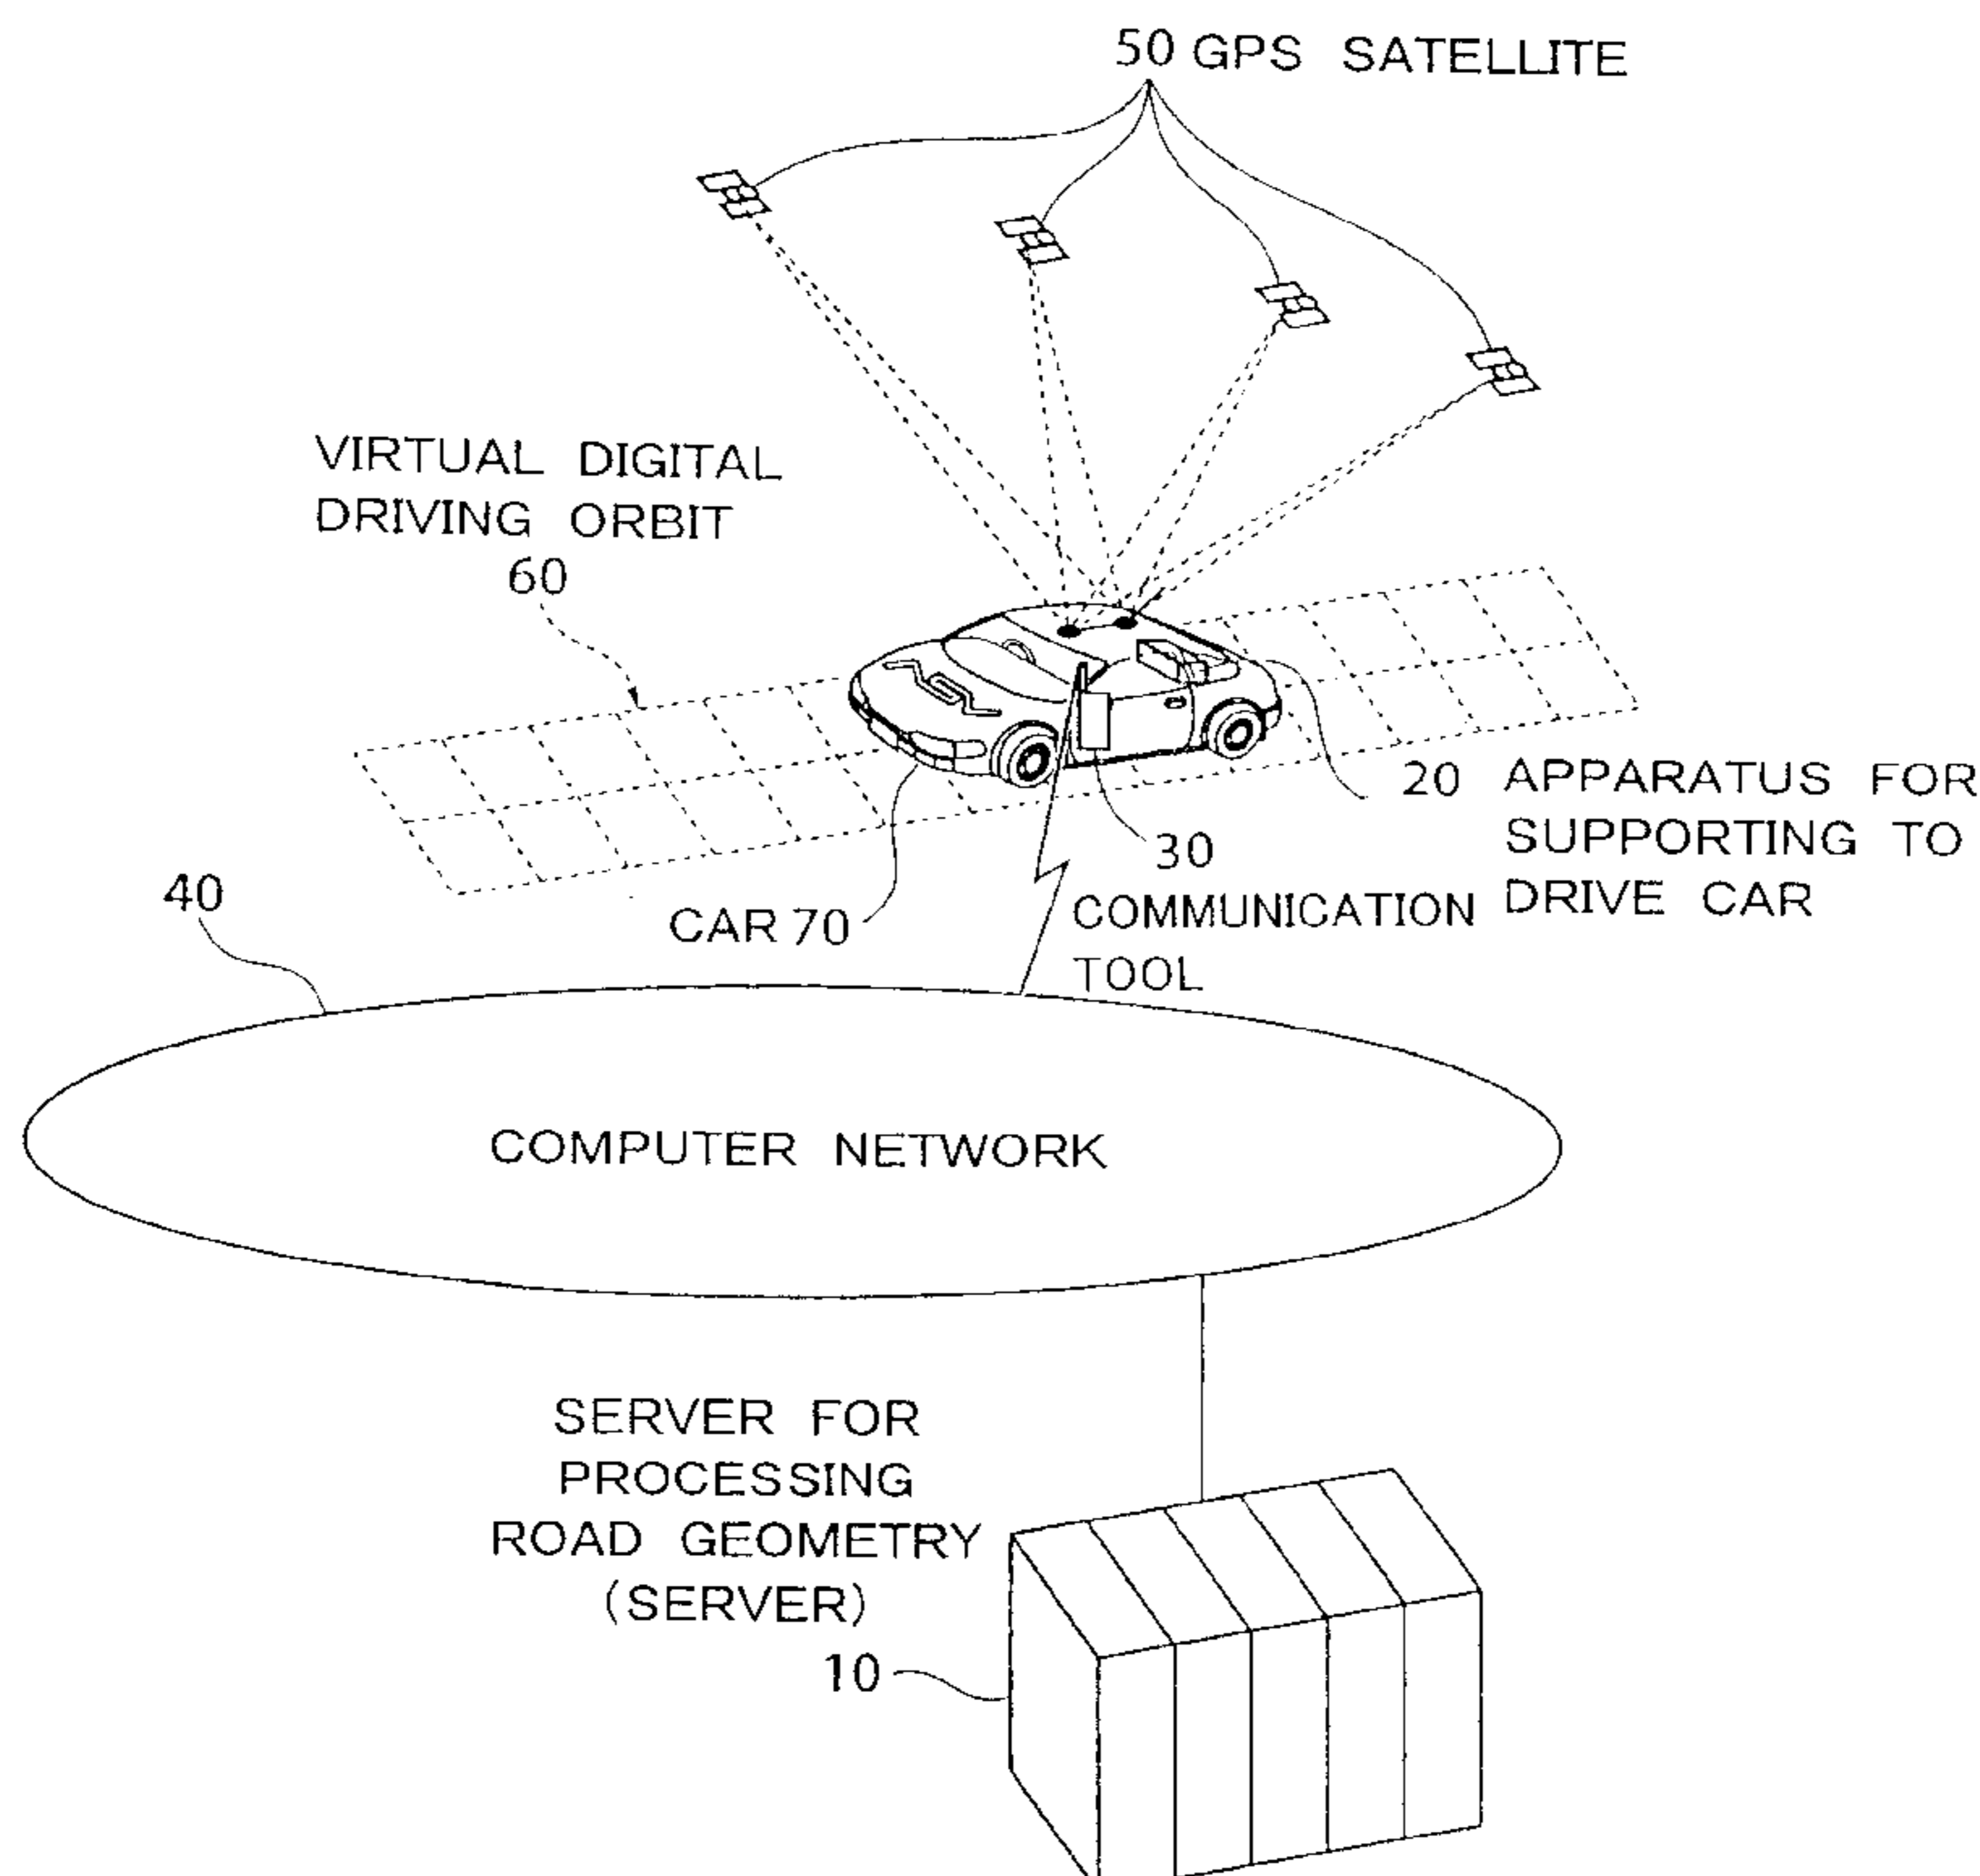 50 GPS SATELLITE
VIRTUAL DIGITAL
DRIVING ORBIT
60
20 APPARATUS FOR
SUPPORTING TO
DRIVE CAR
30
COMMUNICATION
TOOL
CAR 70
40
COMPUTER NETWORK
SERVER FOR
PROCESSING
ROAD GEOMETRY
(SERVER)
10